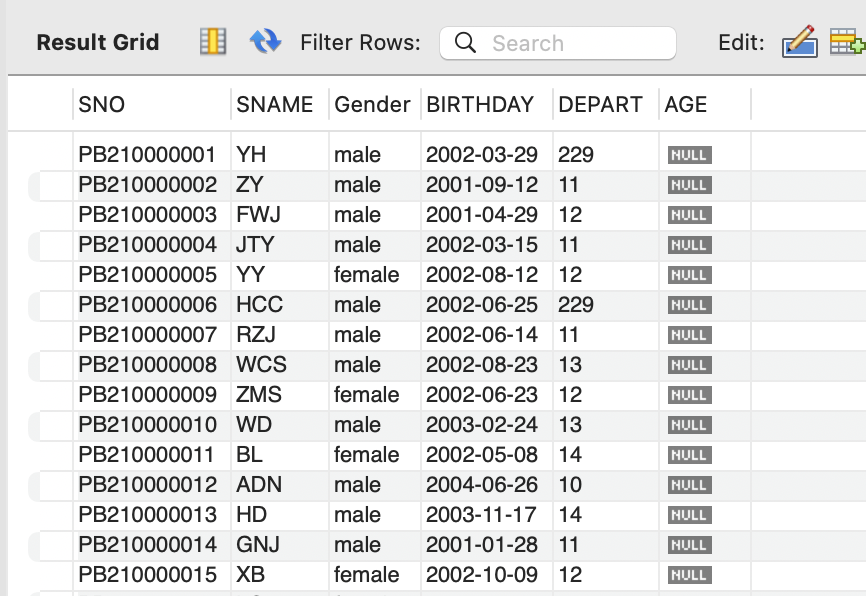 Result Grid Filter Rows: Search Edit:
SNO SNAME Gender BIRTHDAY DEPART AGE
PB210000001 YH male 2002-03-29 229 NULL
PB210000002 ZY male 2001-09-12 11 NULL
PB210000003 FWJ male 2001-04-29 12 NULL
PB210000004 JTY male 2002-03-15 11 NULL
PB210000005 YY female 2002-08-12 12 NULL
PB210000006 HCC male 2002-06-25 229 NULL
PB210000007 RZJ male 2002-06-14 11 NULL
PB210000008 WCS male 2002-08-23 13 NULL
PB210000009 ZMS female 2002-06-23 12 NULL
PB210000010 WD male 2003-02-24 13 NULL
PB210000011 BL female 2002-05-08 14 NULL
PB210000012 ADN male 2004-06-26 10 NULL
PB210000013 HD male 2003-11-17 14 NULL
PB210000014 GNJ male 2001-01-28 11 NULL
PB210000015 XB female 2002-10-09 12 NULL